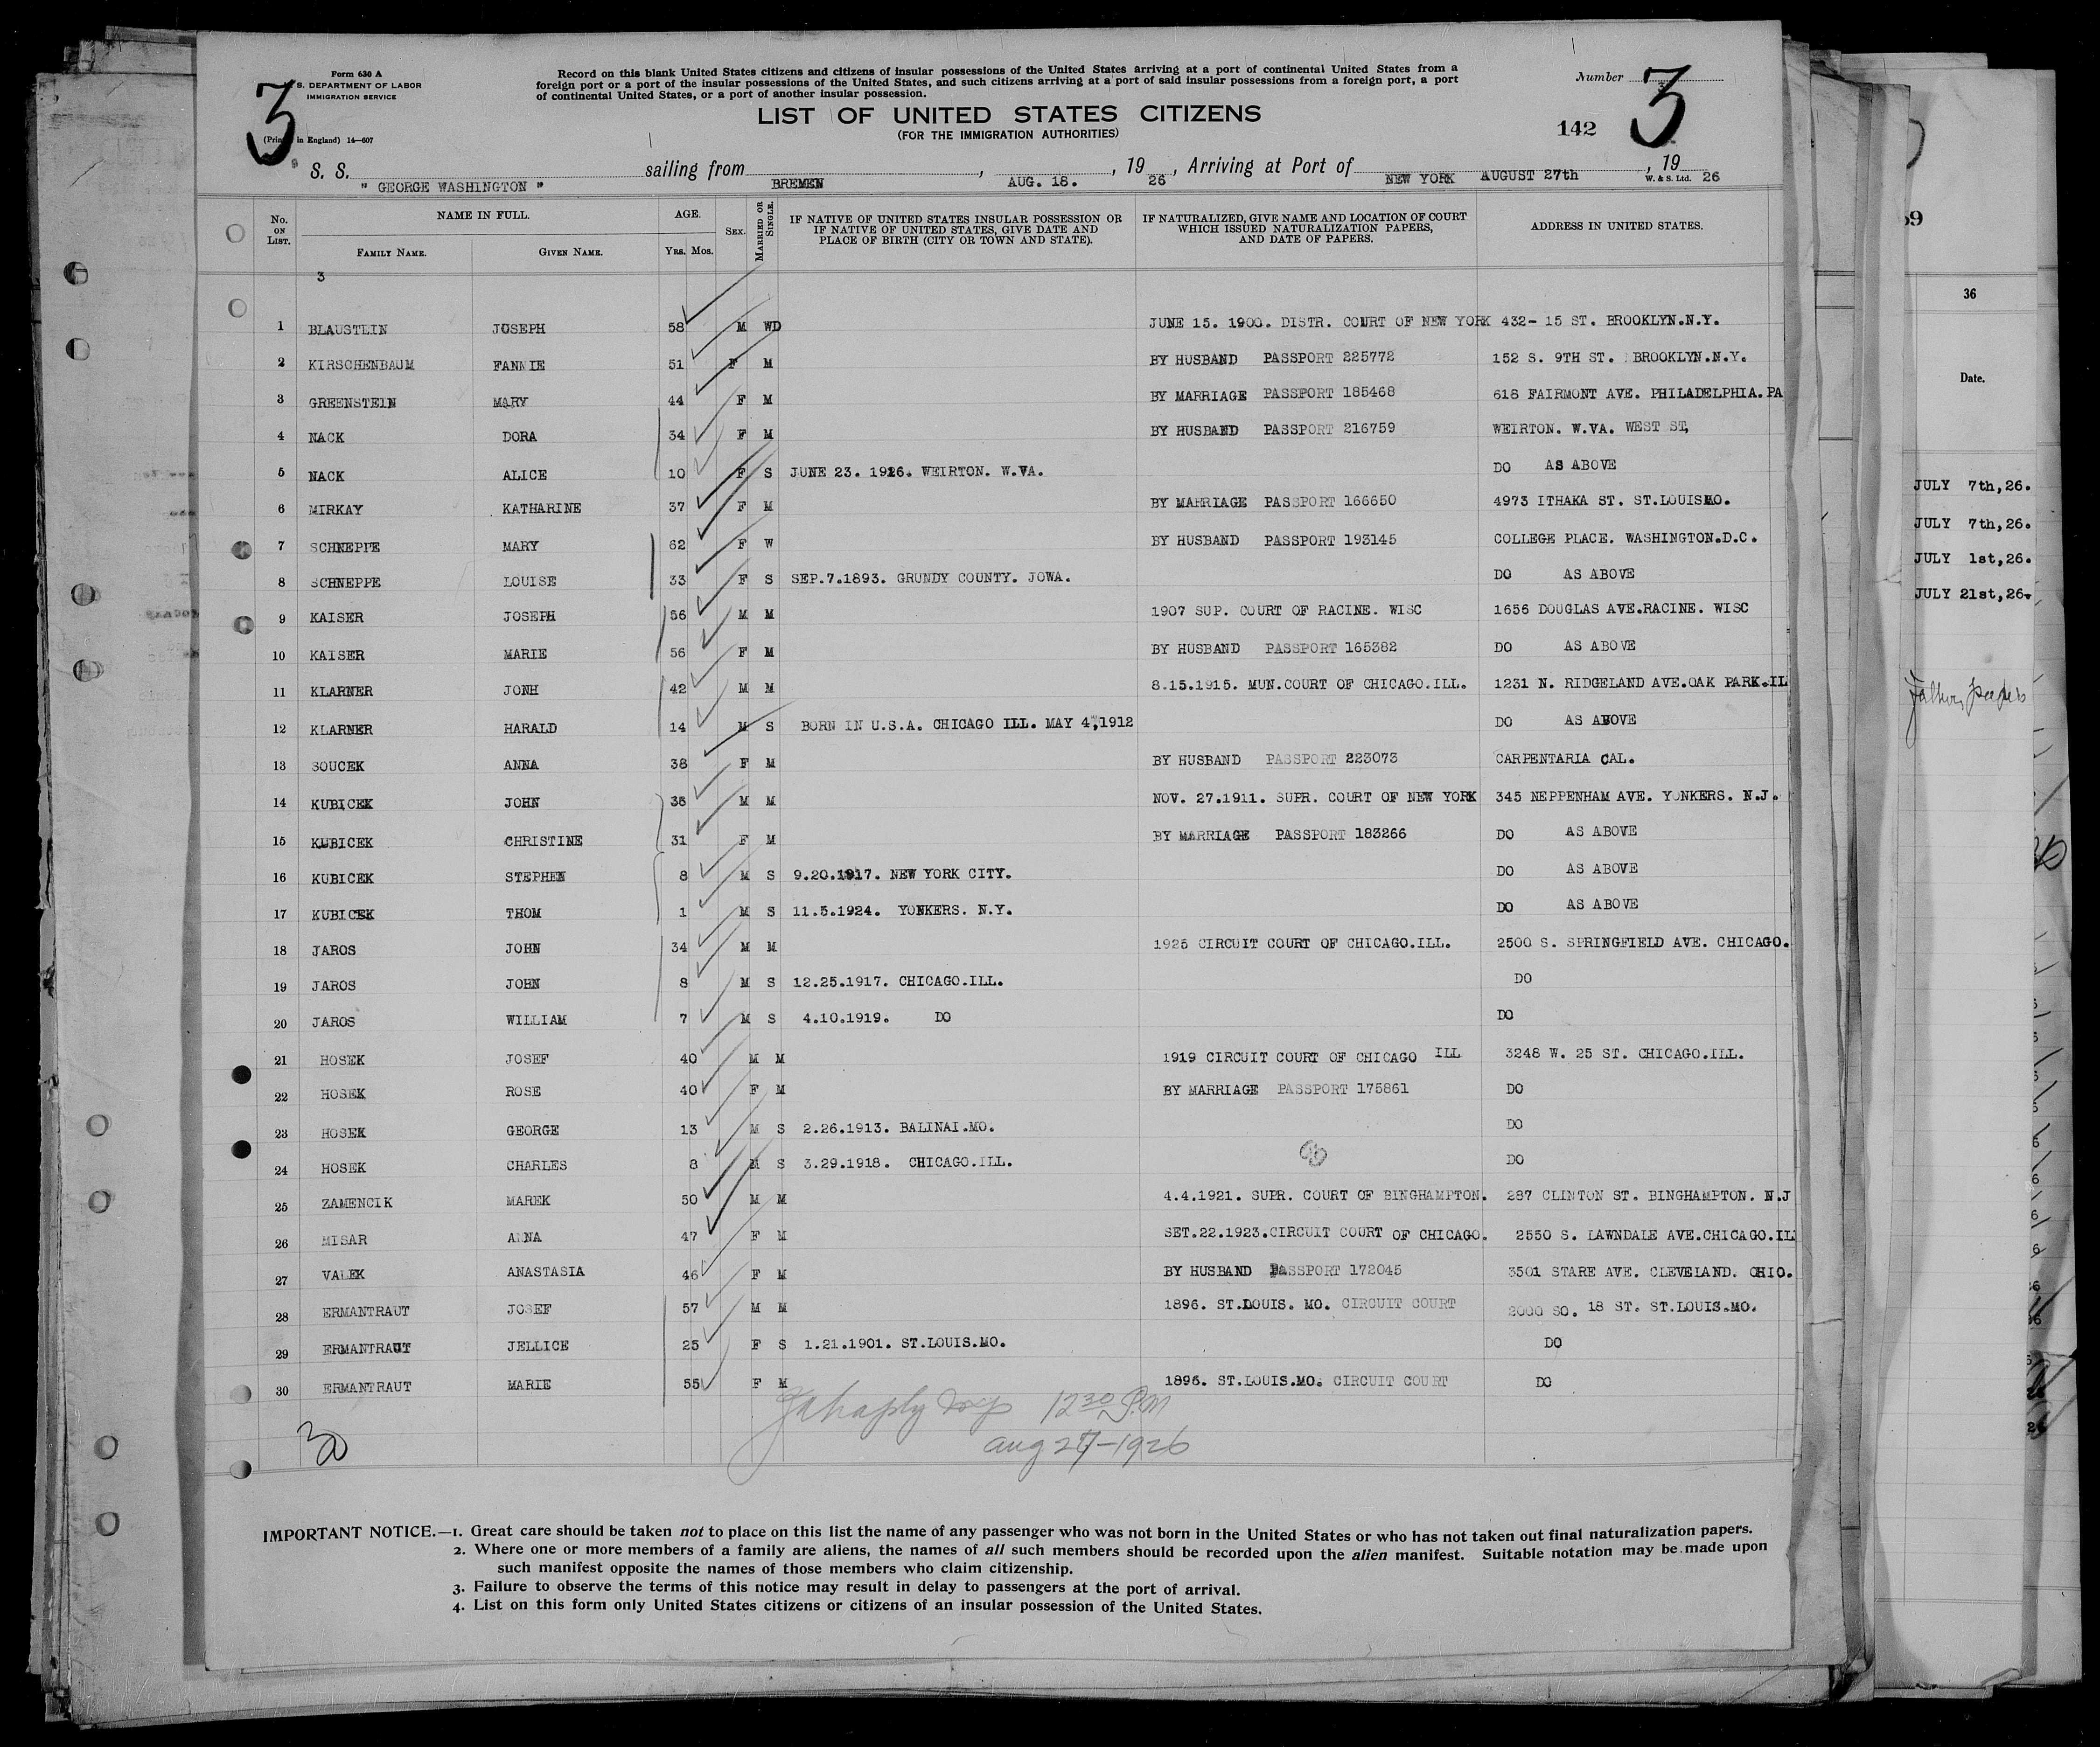 Form 630 A
S. DEPARTMENT OF LABOR
IMMIGRATION SERVICE
3
(Printed in England) 14—607
Record on this blank United States citizens and citizens of insular possessions of the United States arriving at a port of continental United States from a
foreign port or a port of the insular possessions of the United States, and such citizens arriving at a port of said insular possessions from a foreign port, a port
of continental United States, or a port of another insular possession.
Number 3
LIST OF UNITED STATES CITIZENS
(FOR THE IMMIGRATION AUTHORITIES)
142
S. S. " GEORGE WASHINGTON " sailing from BREMEN, AUG. 18., 19 26, Arriving at Port of NEW YORK AUGUST 27th, 19 26
W. & S. Ltd.
No. ON LIST. NAME IN FULL. AGE. SEX. MARRIED OR SINGLE. IF NATIVE OF UNITED STATES INSULAR POSSESSION OR IF NATIVE OF UNITED STATES, GIVE DATE AND PLACE OF BIRTH (CITY OR TOWN AND STATE). IF NATURALIZED, GIVE NAME AND LOCATION OF COURT WHICH ISSUED NATURALIZATION PAPERS, AND DATE OF PAPERS. ADDRESS IN UNITED STATES.
FAMILY NAME. GIVEN NAME. Yrs. Mos.
3
1 BLAUSTLIN JOSEPH 58 M WD JUNE 15. 1900. DISTR. COURT OF NEW YORK 432- 15 ST. BROOKLYN.N.Y.
2 KIRSCHENBAUM FANNIE 51 F M BY HUSBAND PASSPORT 225772 152 S. 9TH ST. BROOKLYN.N.Y.
3 GREENSTEIN MARY 44 F M BY MARRIAGE PASSPORT 185468 618 FAIRMONT AVE. PHILADELPHIA.PA
4 NACK DORA 34 F M BY HUSBAND PASSPORT 216759 WEIRTON. W.VA. WEST ST,
5 NACK ALICE 10 F S JUNE 23. 1916. WEIRTON. W.VA. DO AS ABOVE
6 MIRKAY KATHARINE 37 F M BY MARRIAGE PASSPORT 166650 4973 ITHAKA ST. ST.LOUISMO.
7 SCHNEPPE MARY 62 F W BY HUSBAND PASSPORT 193145 COLLEGE PLACE. WASHINGTON.D.C.
8 SCHNEPPE LOUISE 33 F S SEP.7.1893. GRUNDY COUNTY. JOWA. DO AS ABOVE
9 KAISER JOSEPH 56 M M 1907 SUP. COURT OF RACINE. WISC 1656 DOUGLAS AVE.RACINE. WISC
10 KAISER MARIE 56 F M BY HUSBAND PASSPORT 165382 DO AS ABOVE
11 KLARNER JONH 42 M M 8.15.1915. MUN.COURT OF CHICAGO.ILL. 1231 N. RIDGELAND AVE.OAK PARK.IL
12 KLARNER HARALD 14 M S BORN IN U.S.A. CHICAGO ILL. MAY 4,1912 DO AS ABOVE
13 SOUCEK ANNA 38 F M BY HUSBAND PASSPORT 223073 CARPENTARIA CAL.
14 KUBICEK JOHN 36 M M NOV. 27.1911. SUPR. COURT OF NEW YORK 345 NEPPENHAM AVE. YONKERS. N.J.
15 KUBICEK CHRISTINE 31 F M BY MARRIAGE PASSPORT 183266 DO AS ABOVE
16 KUBICEK STEPHEN 8 M S 9.20.1917. NEW YORK CITY. DO AS ABOVE
17 KUBICEK THOM 1 M S 11.5.1924. YONKERS. N.Y. DO AS ABOVE
18 JAROS JOHN 34 M M 1925 CIRCUIT COURT OF CHICAGO.ILL. 2500 S. SPRINGFIELD AVE. CHICAGO.
19 JAROS JOHN 8 M S 12.25.1917. CHICAGO.ILL. DO
20 JAROS WILLIAM 7 M S 4.10.1919. DO DO
21 HOSEK JOSEF 40 M M 1919 CIRCUIT COURT OF CHICAGO ILL 3248 W. 25 ST. CHICAGO.ILL.
22 HOSEK ROSE 40 F M BY MARRIAGE PASSPORT 175861 DO
23 HOSEK GEORGE 13 M S 2.26.1913. BALINAI.MO. DO
24 HOSEK CHARLES 8 M S 3.29.1918. CHICAGO.ILL. DO
25 ZAMENCIK MAREK 50 M M 4.4.1921. SUPR. COURT OF BINGHAMPTON. 287 CLINTON ST. BINGHAMPTON. N.J
26 MISAR ANNA 47 F M SET.22.1923.CIRCUIT COURT OF CHICAGO. 2550 S. LAWNDALE AVE.CHICAGO.IL
27 VALEK ANASTASIA 46 F M BY HUSBAND PASSPORT 172045 3501 STARE AVE. CLEVELAND. OHIO.
28 ERMANTRAUT JOSEF 57 M M 1896. ST.LOUIS. MO. CIRCUIT COURT 2000 SO. 18 ST. ST.LOUIS.MO.
29 ERMANTRAUT JELLICE 25 F S 1.21.1901. ST.LOUIS.MO. DO
30 ERMANTRAUT MARIE 55 F M 1896. ST.LOUIS.MO. CIRCUIT COURT DO
12 30 P.M
30 Aug 27-1926
IMPORTANT NOTICE.—1. Great care should be taken not to place on this list the name of any passenger who was not born in the United States or who has not taken out final naturalization papers.
2. Where one or more members of a family are aliens, the names of all such members should be recorded upon the alien manifest. Suitable notation may be made upon
such manifest opposite the names of those members who claim citizenship.
3. Failure to observe the terms of this notice may result in delay to passengers at the port of arrival.
4. List on this form only United States citizens or citizens of an insular possession of the United States.
36
Date.
JULY 7th,26.
JULY 7th,26.
JULY 1st,26.
JULY 21st,26.